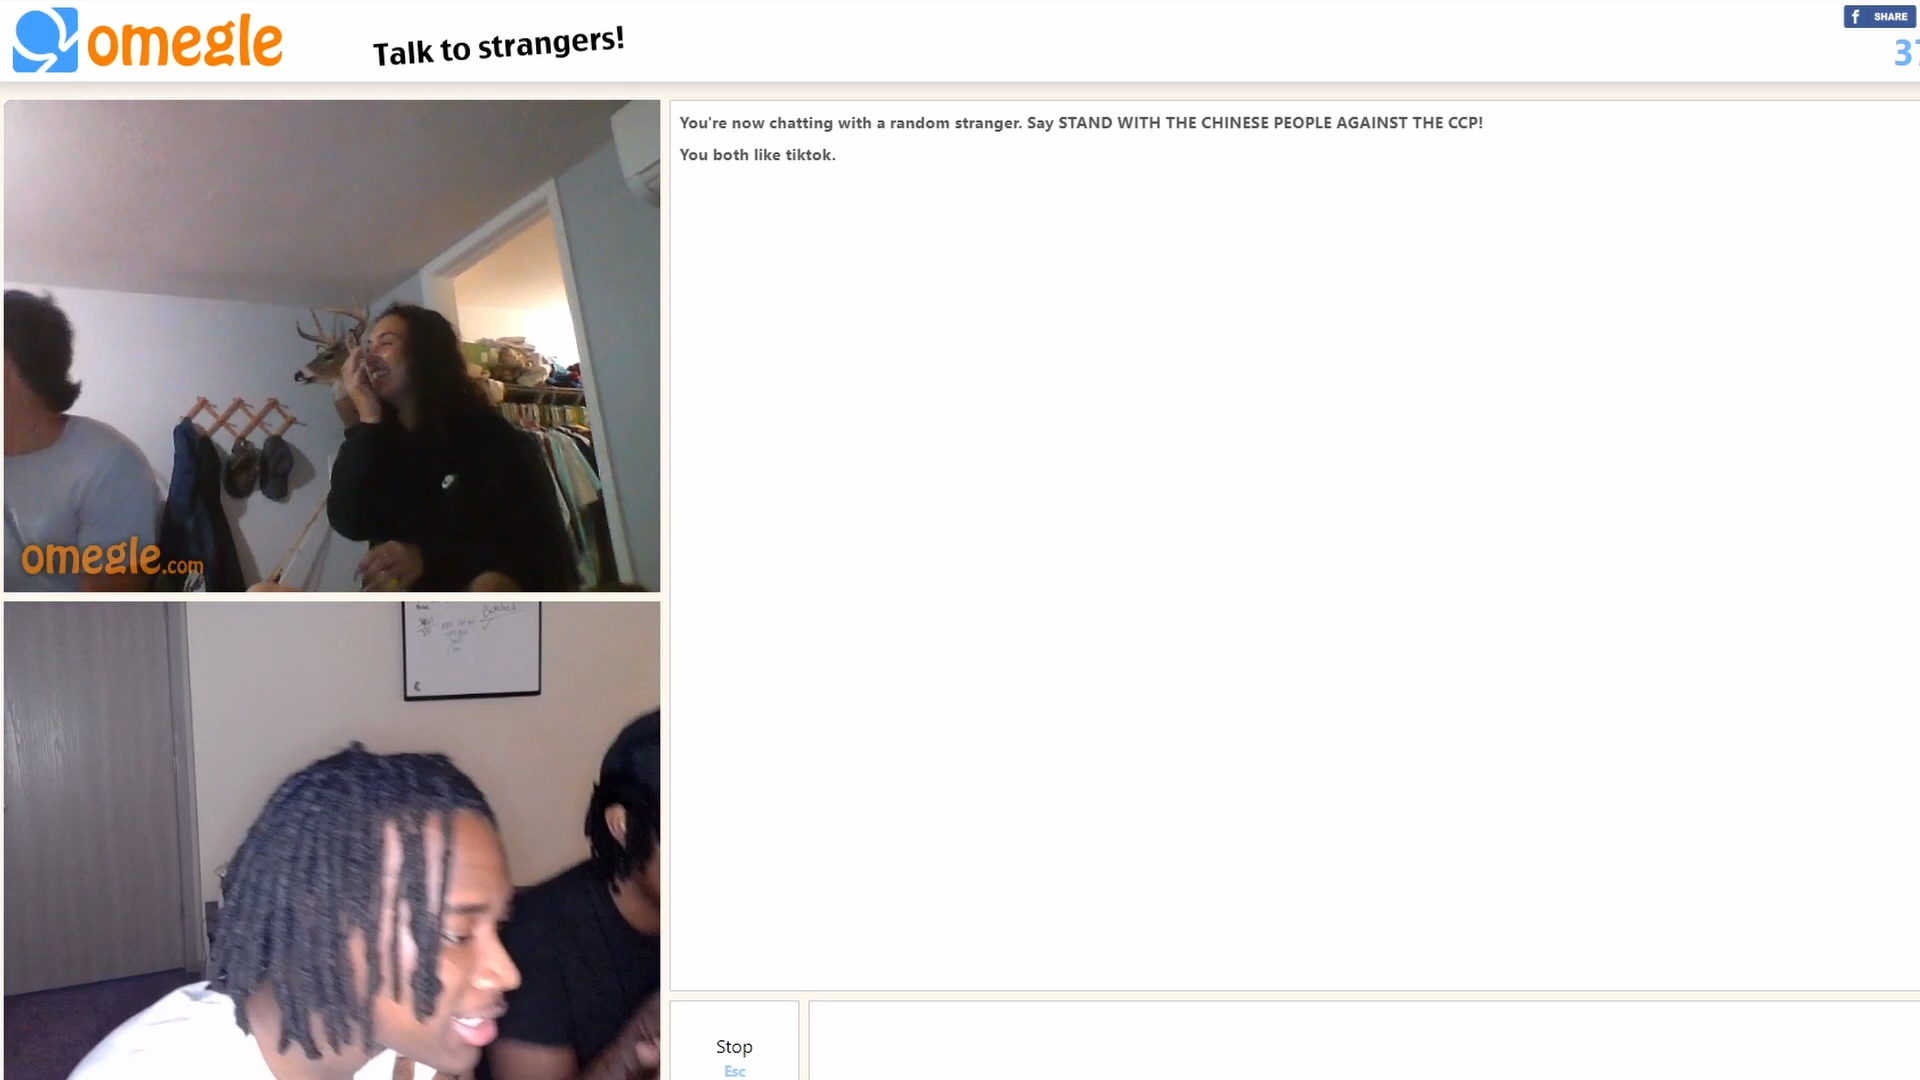 omegle
Talk to strangers!
f SHARE
37
You're now chatting with a random stranger. Say STAND WITH THE CHINESE PEOPLE AGAINST THE CCP!
You both like tiktok.
omegle.com
Stop
Esc